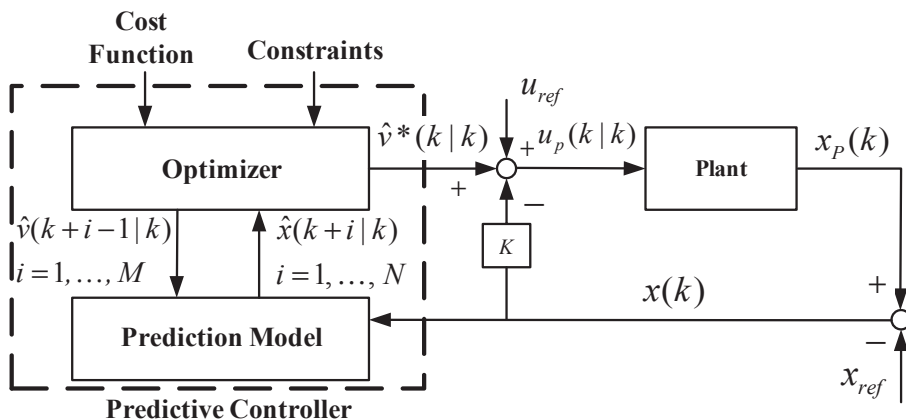 Cost
Function
Constraints
u_ref
Optimizer
v̂*(k|k)
+
+
u_p(k|k)
−
Plant
x_P(k)
v̂(k+i−1|k)
i=1,…,M
x̂(k+i|k)
i=1,…,N
K
x(k)
+
−
Prediction Model
x_ref
Predictive Controller